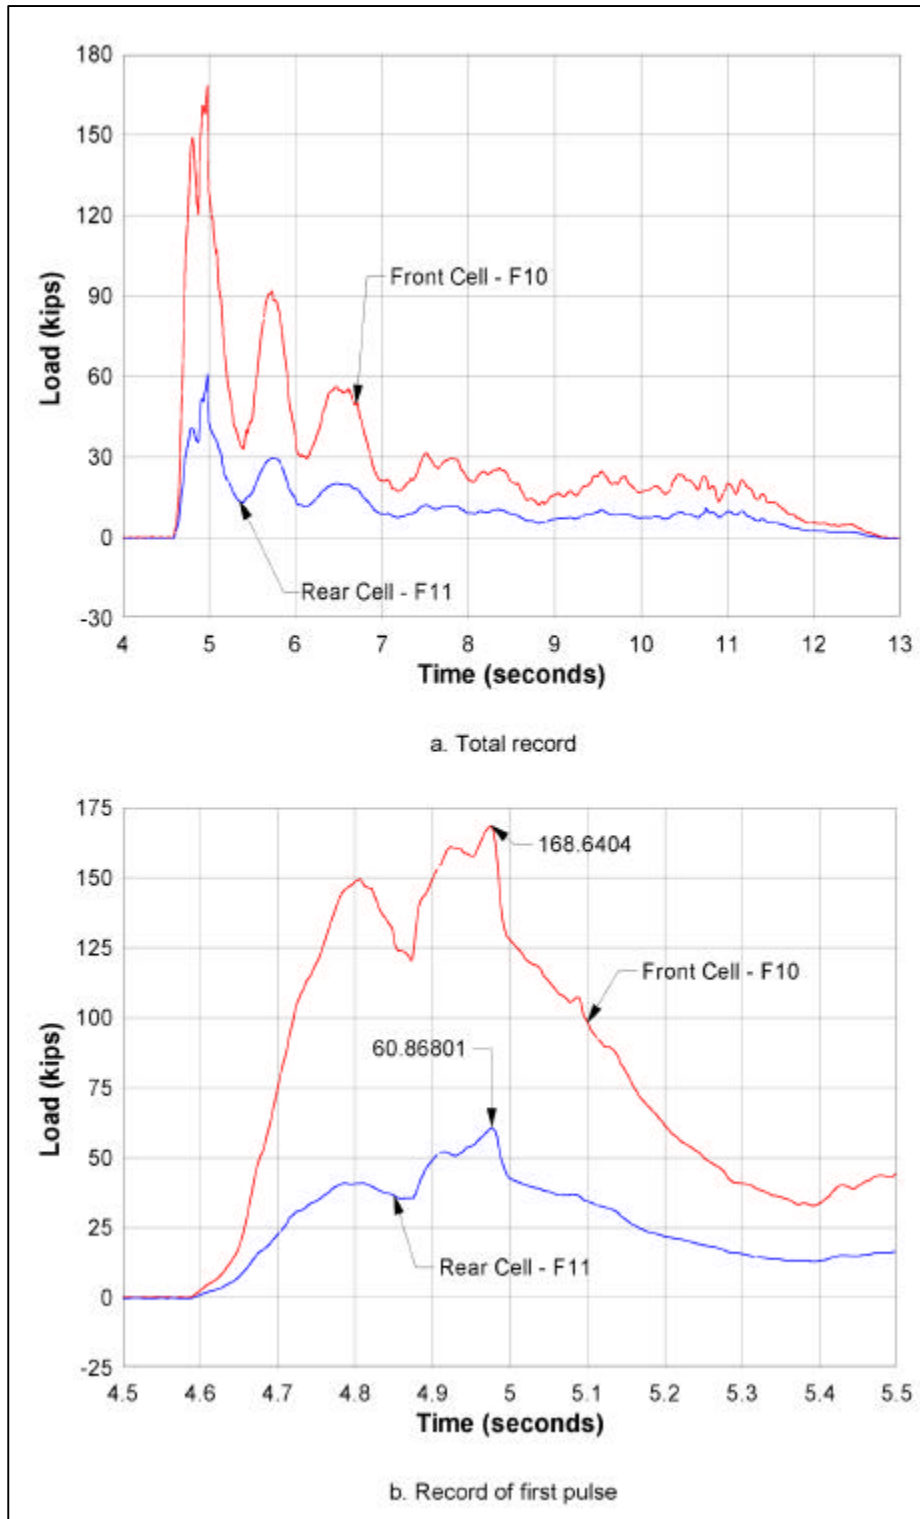 180
150
120
90
60
30
0
-30
Load (kips)
Front Cell - F10
Rear Cell - F11
4 5 6 7 8 9 10 11 12 13
Time (seconds)
a. Total record
175
150
125
100
75
50
25
0
-25
Load (kips)
168.6404
Front Cell - F10
60.86801
Rear Cell - F11
4.5 4.6 4.7 4.8 4.9 5 5.1 5.2 5.3 5.4 5.5
Time (seconds)
b. Record of first pulse